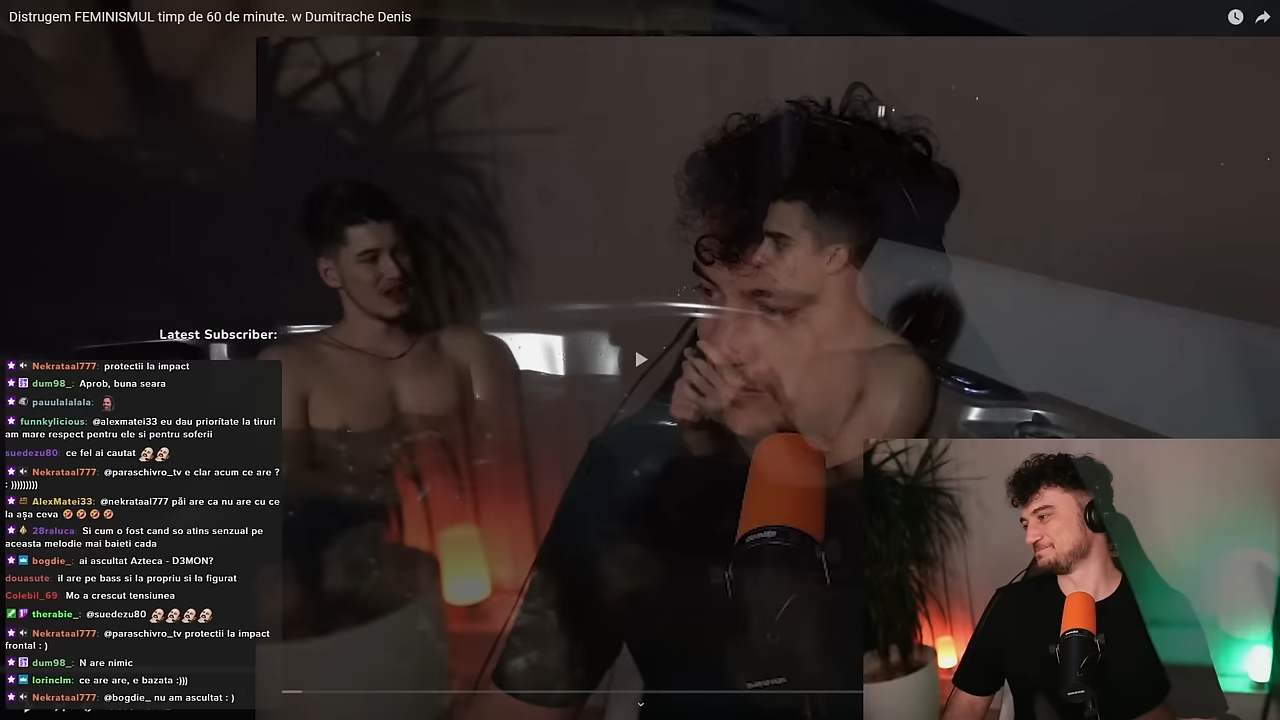 Distrugem FEMINISMUL timp de 60 de minute. w Dumitrache Denis
Latest Subscriber:
Nekrataal777: protectii la impact
dum98_: Aprob, buna seara
pauulalalala:
funnkylicious: @alexmatei33 eu dau priorítate la tiruri
am mare respect pentru ele si pentru soferii
suedezu80: ce fel ai cautat
Nekrataal777: @paraschivro_tv e clar acum ce are ?
: )))))))))
AlexMatei33: @nekrataal777 păi are ca nu are cu ce
la așa ceva
28raluca: Si cum o fost cand so atins senzual pe
aceasta melodie mai baieti cada
bogdie_: ai ascultat Azteca - D3MON?
douasute: il are pe bass si la propriu si la figurat
Colebil_69: Mo a crescut tensiunea
therabie_: @suedezu80
Nekrataal777: @paraschivro_tv protectii la impact
frontal : )
dum98_: N are nimic
lorinclm: ce are are, e bazata :)))
Nekrataal777: @bogdie_ nu am ascultat : )